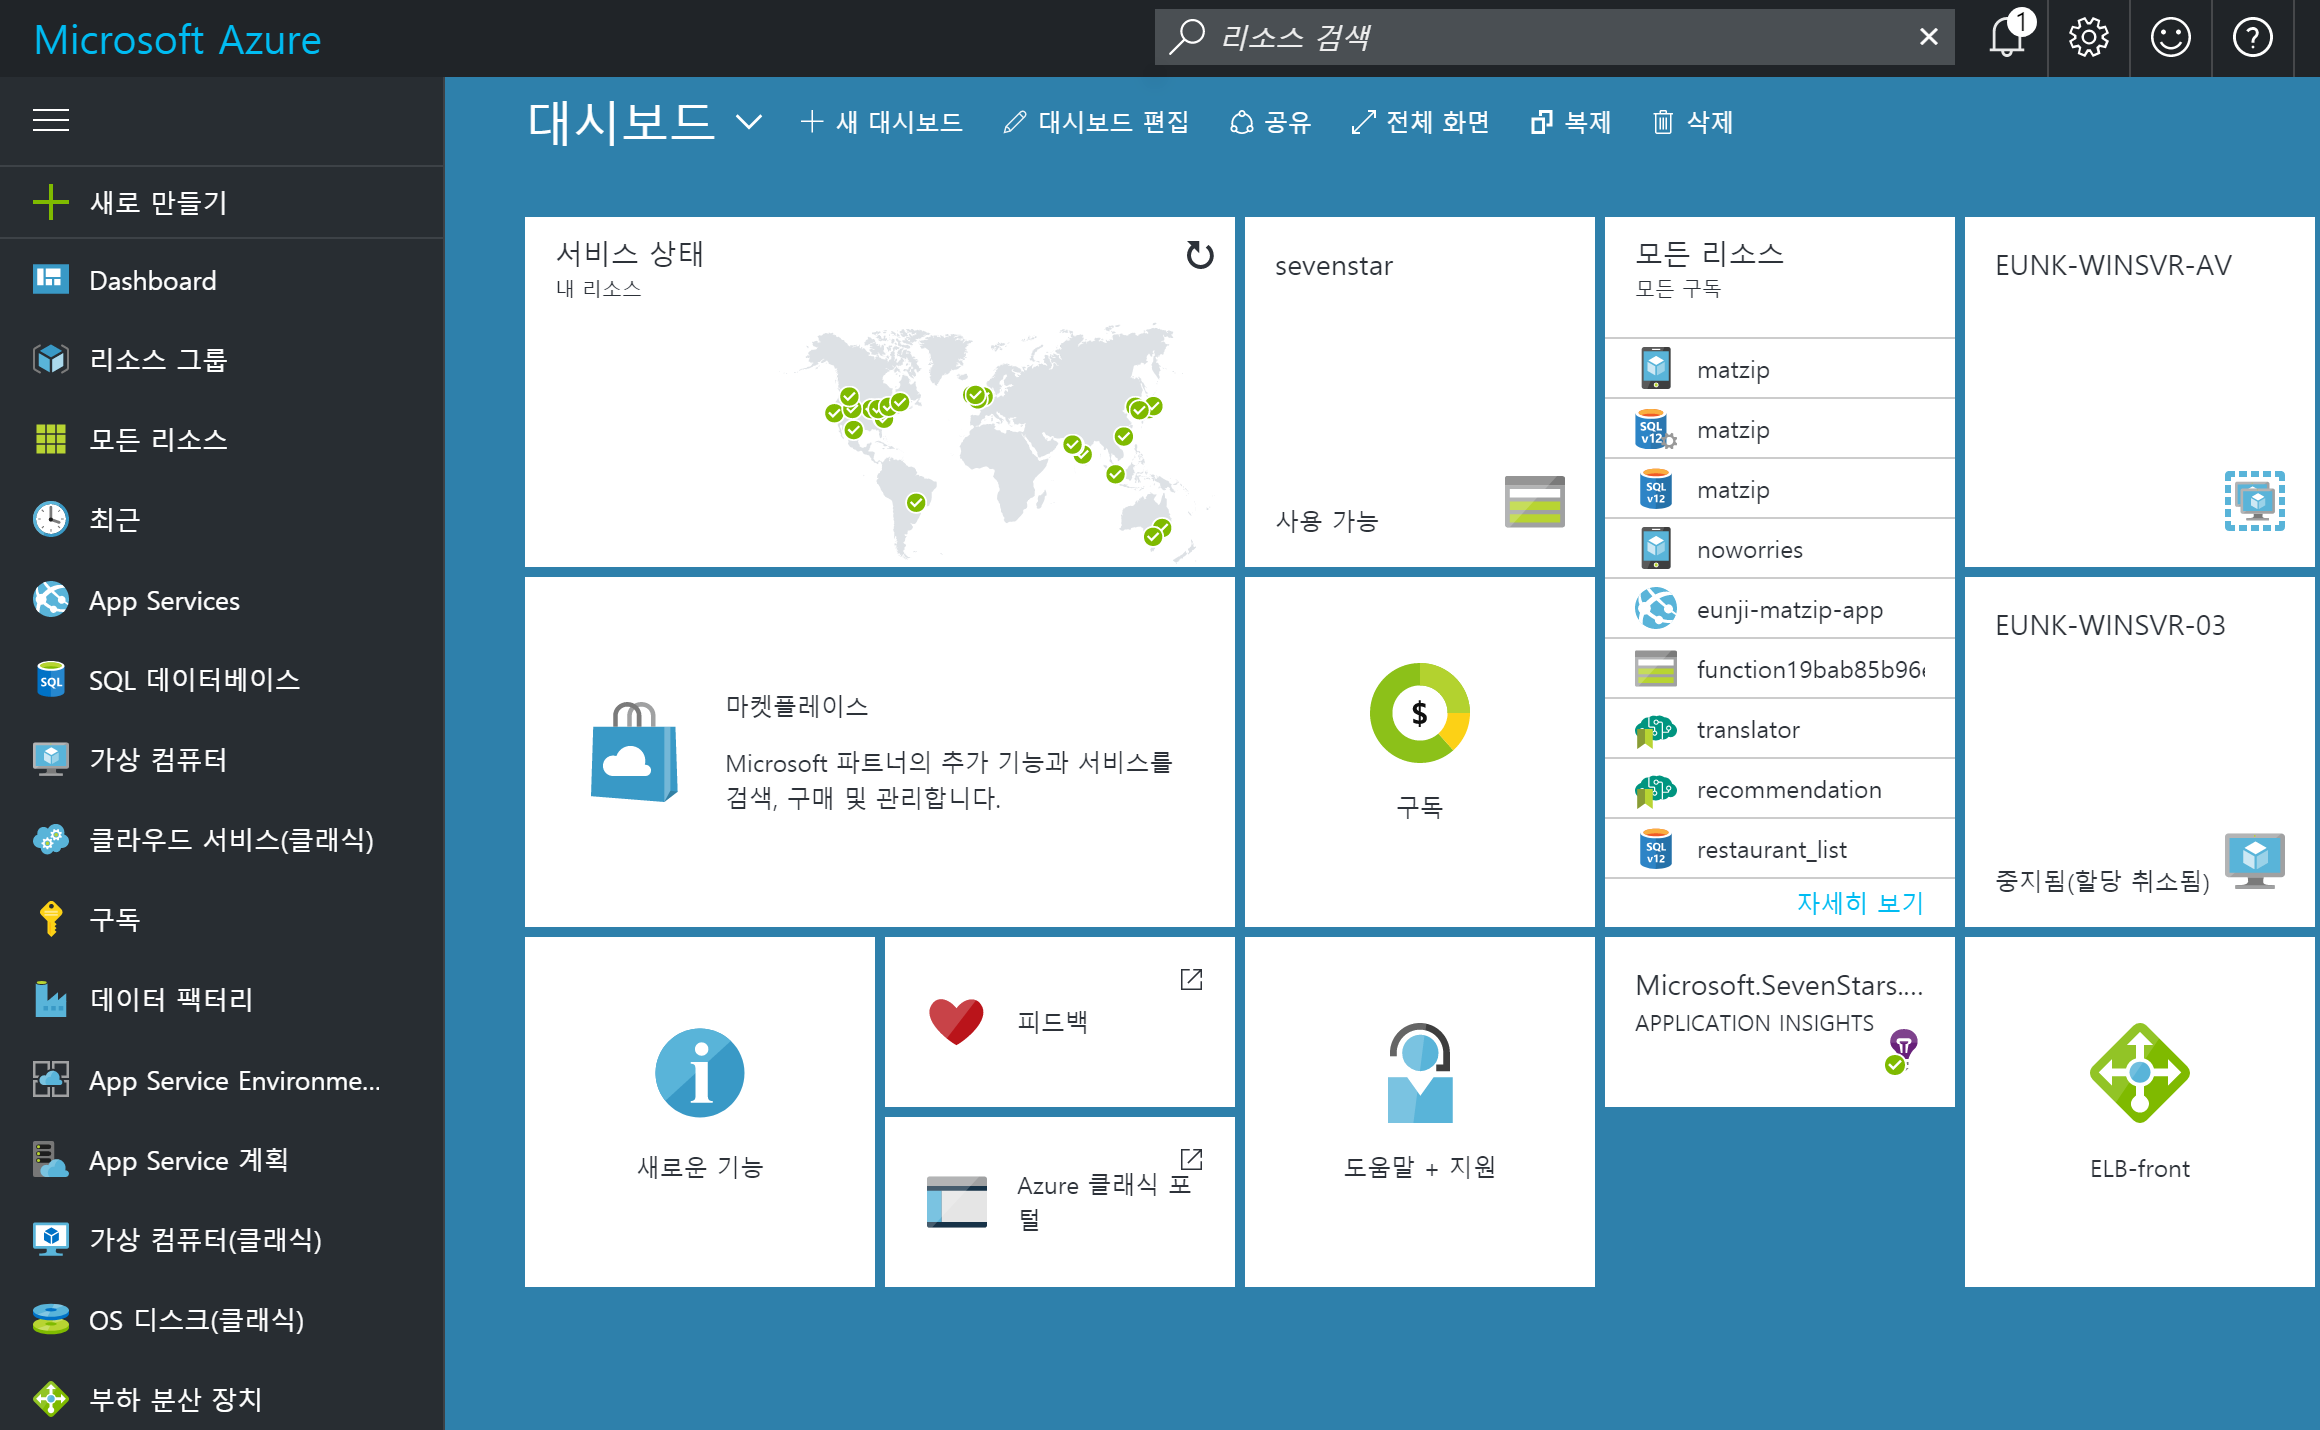 Microsoft Azure
리소스 검색
1
대시보드
새 대시보드
대시보드 편집
공유
전체 화면
복제
삭제
새로 만들기
Dashboard
리소스 그룹
모든 리소스
최근
App Services
SQL 데이터베이스
가상 컴퓨터
클라우드 서비스(클래식)
구독
데이터 팩터리
App Service Environme...
App Service 계획
가상 컴퓨터(클래식)
OS 디스크(클래식)
부하 분산 장치
서비스 상태
내 리소스
sevenstar
사용 가능
모든 리소스
모든 구독
matzip
SQL
v12
matzip
SQL
v12
matzip
noworries
eunji-matzip-app
function19bab85b96e
translator
recommendation
SQL
v12
restaurant_list
자세히 보기
EUNK-WINSVR-AV
EUNK-WINSVR-03
중지됨(할당 취소됨)
마켓플레이스
Microsoft 파트너의 추가 기능과 서비스를
검색, 구매 및 관리합니다.
$
구독
새로운 기능
피드백
Azure 클래식 포
털
도움말 + 지원
Microsoft.SevenStars....
APPLICATION INSIGHTS
ELB-front